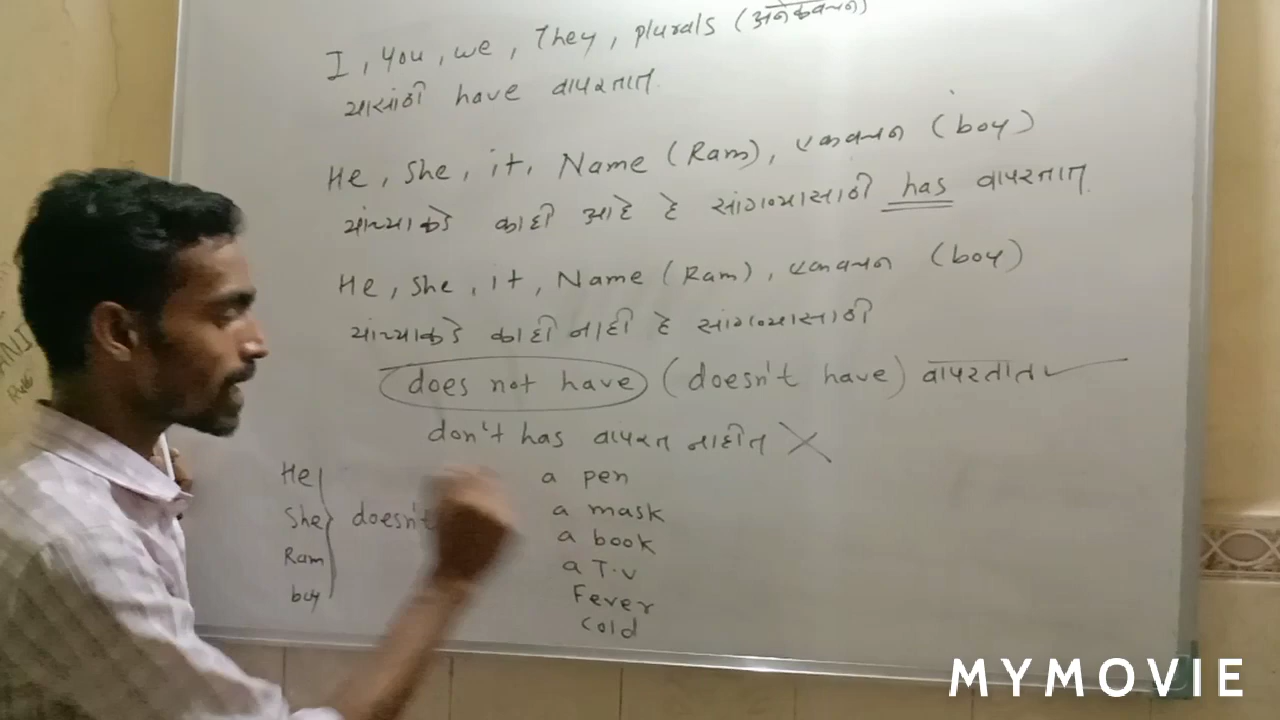 I, you, we, They, plurals (अनेकवचन)
यासाठी have वापरतात.
He, She, it, Name (Ram), एकवचन (boy)
यांच्याकडे काही आहे हे सांगण्यासाठी has वापरतात.
He, She, it, Name (Ram), एकवचन (boy)
यांच्याकडे काही नाही हे सांगण्यासाठी
does not have (doesn't have) वापरतात
don't has वापरत नाहीत
He
She doesn't
Ram
boy
a pen
a mask
a book
a T.V
Fever
Cold
MYMOVIE